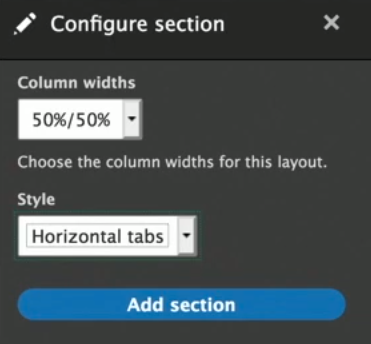 Configure section
Column widths
50%/50%
Choose the column widths for this layout.
Style
Horizontal tabs
Add section